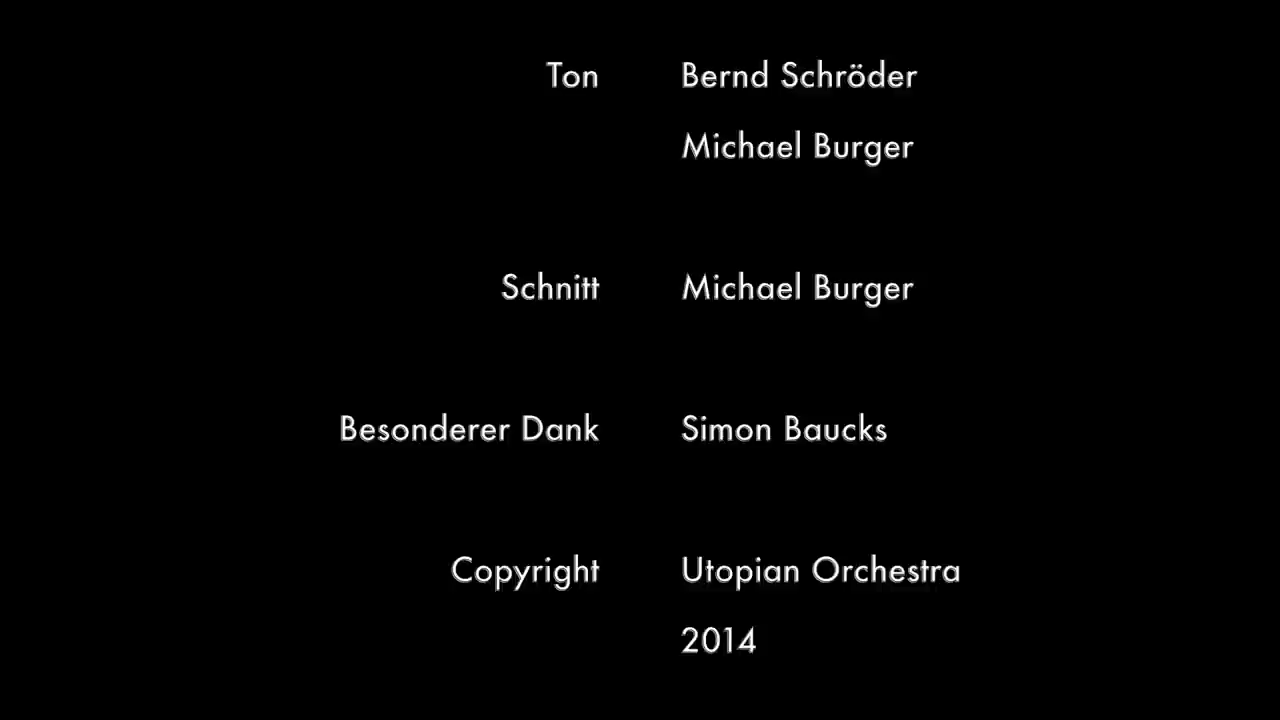 Ton Bernd Schröder
Michael Burger
Schnitt Michael Burger
Besonderer Dank Simon Baucks
Copyright Utopian Orchestra
2014